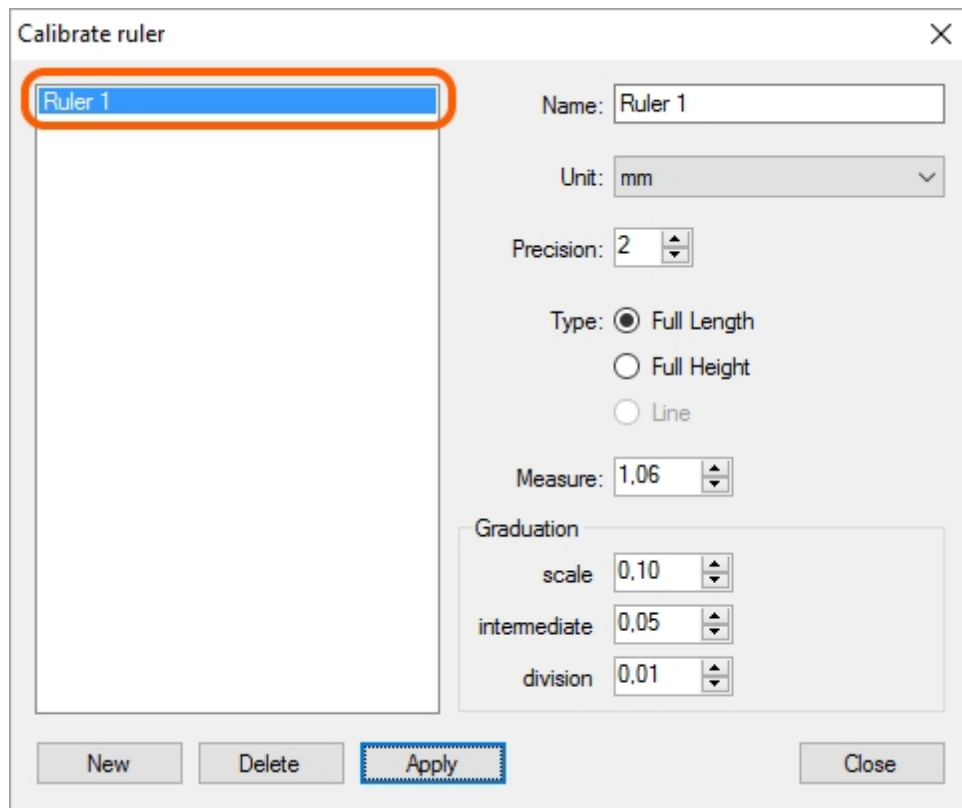 Calibrate ruler
Ruler 1
Name: Ruler 1
Unit: mm
Precision: 2
Type: Full Length
Full Height
Line
Measure: 1,06
Graduation
scale 0,10
intermediate 0,05
division 0,01
New Delete Apply Close